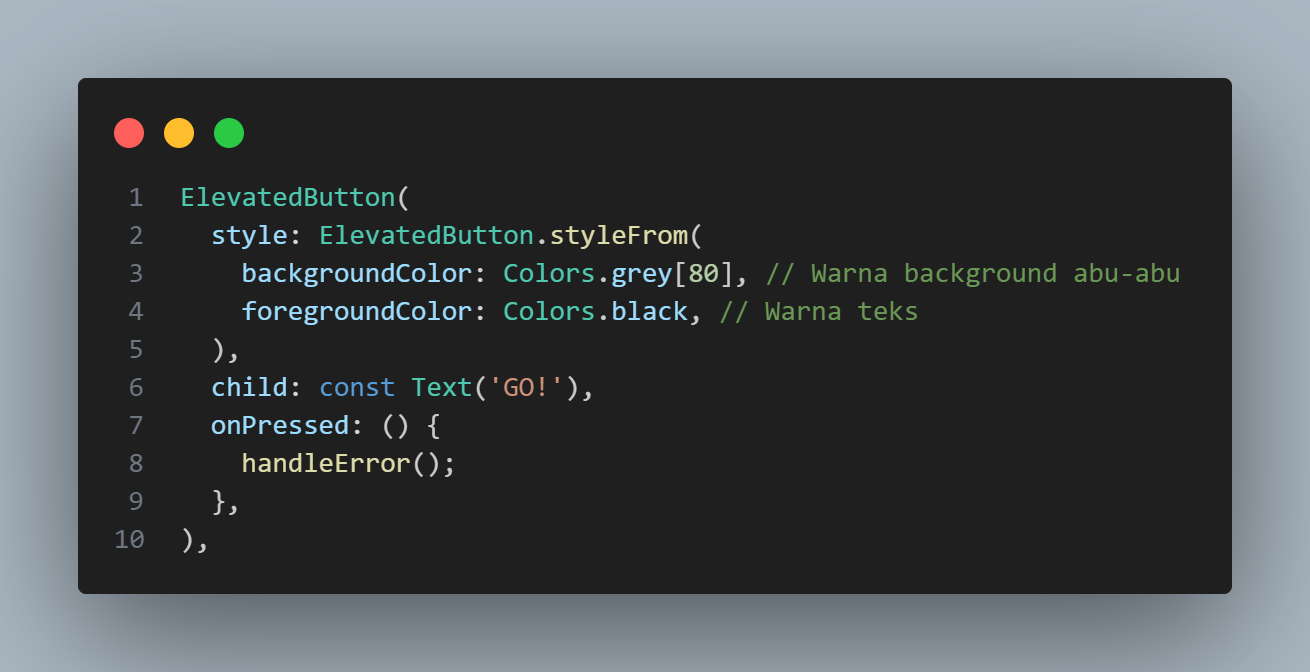 1 ElevatedButton(
2   style: ElevatedButton.styleFrom(
3     backgroundColor: Colors.grey[80], // Warna background abu-abu
4     foregroundColor: Colors.black, // Warna teks
5   ),
6   child: const Text('GO!'),
7   onPressed: () {
8     handleError();
9   },
10 ),